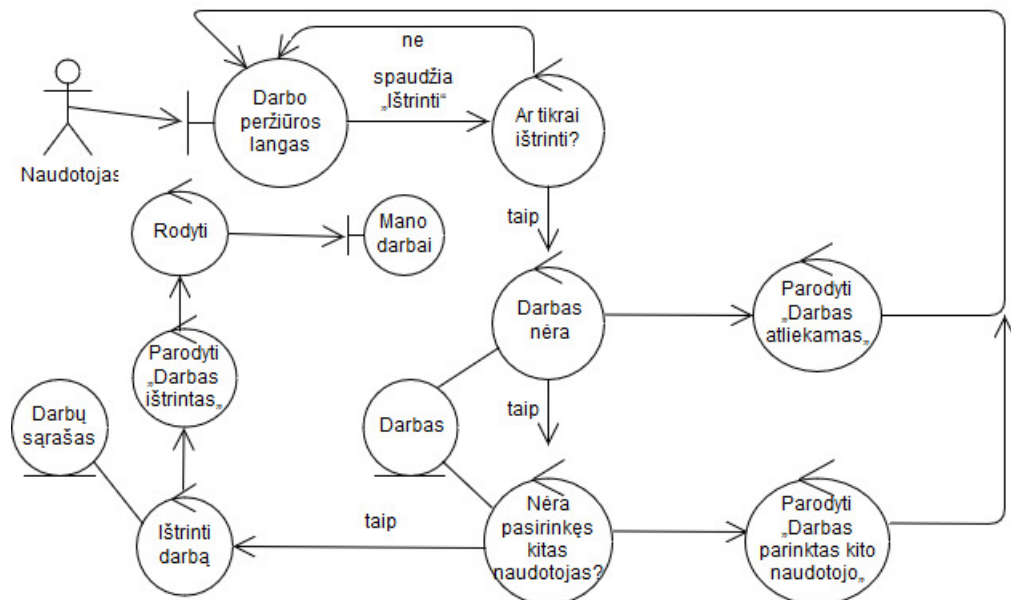 ne
spaudžia
„Ištrinti“
Darbo
peržiūros
langas
Ar tikrai
ištrinti?
Naudotojas
taip
Rodyti
Mano
darbai
Darbas
nėra
Parodyti
„Darbas
atliekamas„
Parodyti
„Darbas
ištrintas„
taip
Darbų
sąrašas
Darbas
Ištrinti
darbą
taip
Nėra
pasirinkęs
kitas
naudotojas?
Parodyti
„Darbas
parinktas kito
naudotojo„